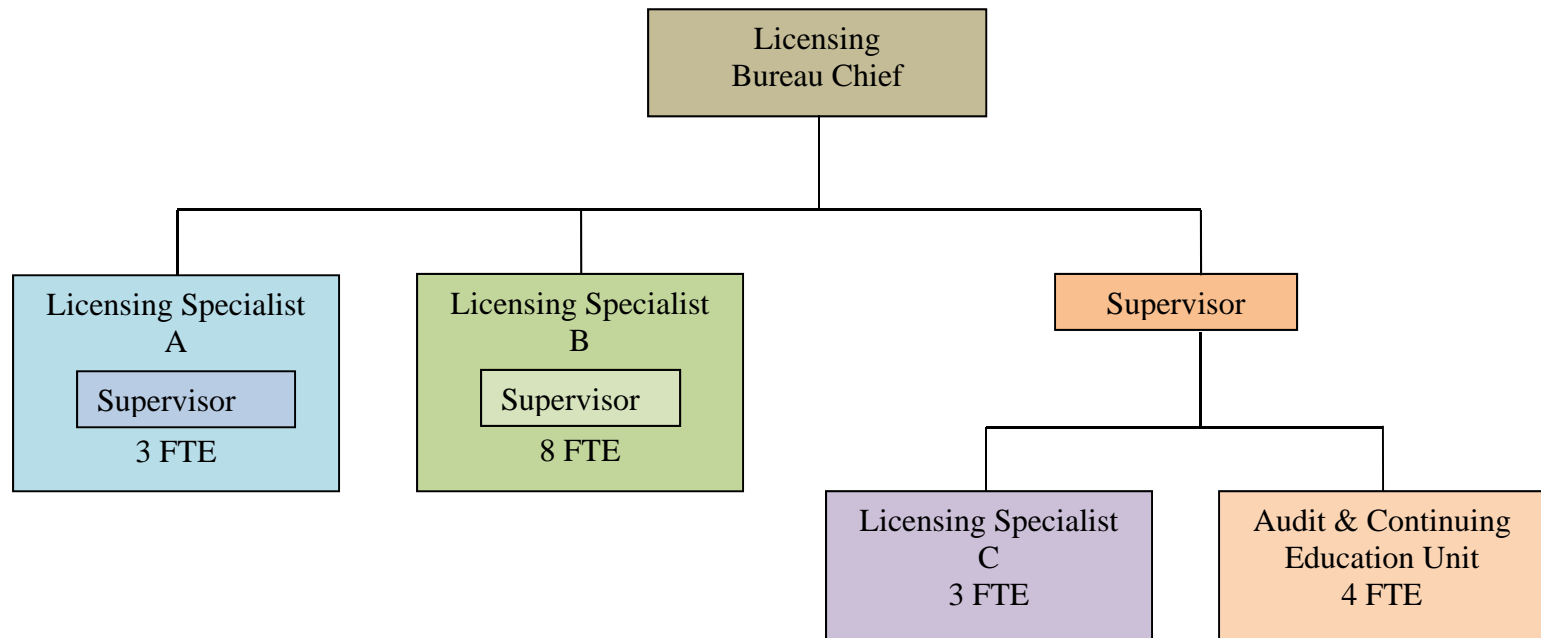 Licensing
Bureau Chief
Licensing Specialist
A
Supervisor
3 FTE
Licensing Specialist
B
Supervisor
8 FTE
Supervisor
Licensing Specialist
C
3 FTE
Audit & Continuing
Education Unit
4 FTE